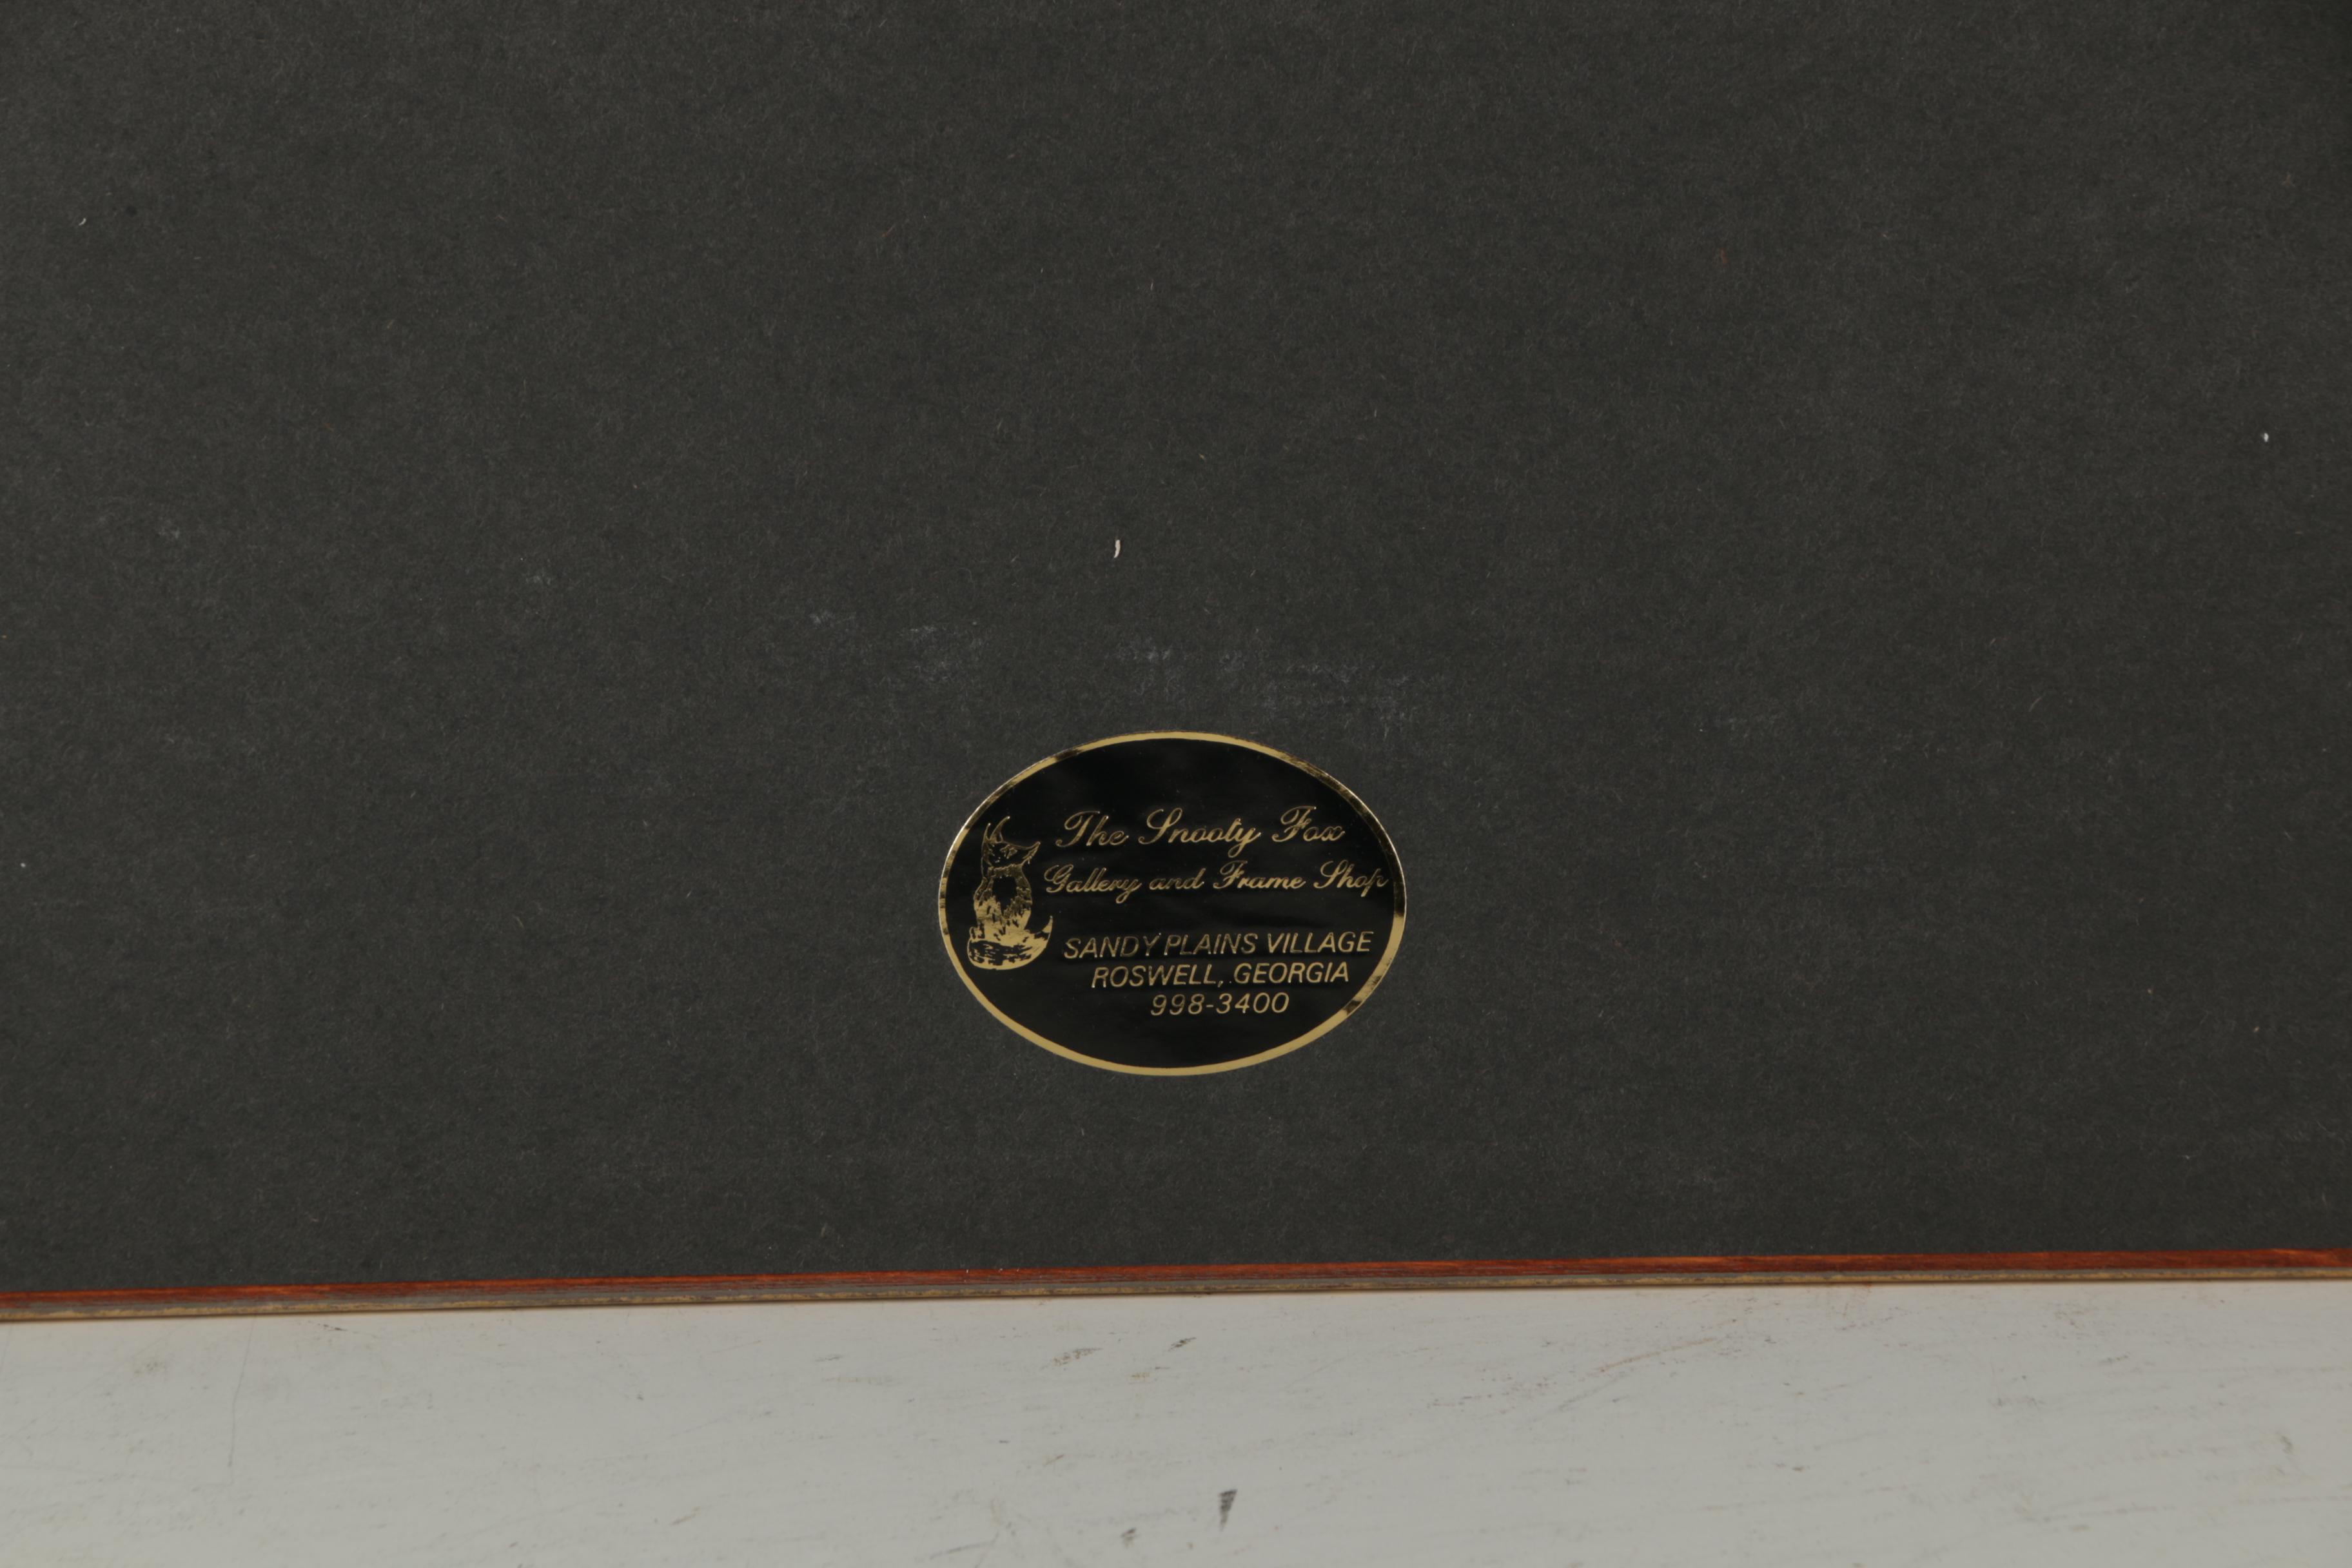 The Snooty Fox
Gallery and Frame Shop
SANDY PLAINS VILLAGE
ROSWELL, GEORGIA
998-3400